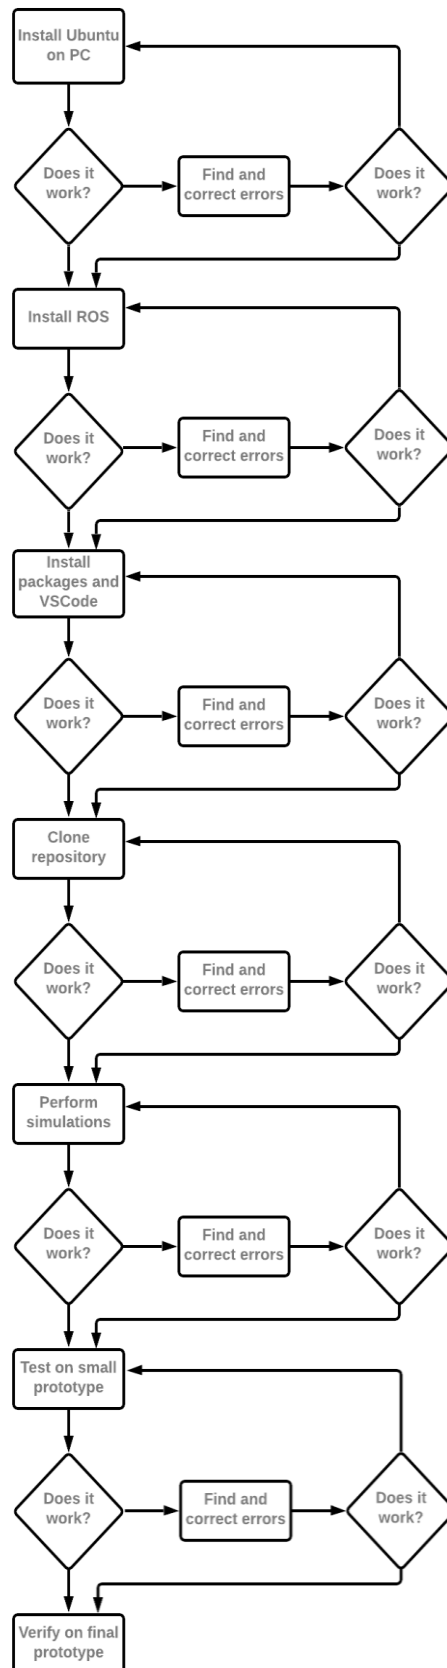 Install Ubuntu
on PC
Does it
work?
Find and
correct errors
Does it
work?
Install ROS
Does it
work?
Find and
correct errors
Does it
work?
Install
packages and
VSCode
Does it
work?
Find and
correct errors
Does it
work?
Clone
repository
Does it
work?
Find and
correct errors
Does it
work?
Perform
simulations
Does it
work?
Find and
correct errors
Does it
work?
Test on small
prototype
Does it
work?
Find and
correct errors
Does it
work?
Verify on final
prototype